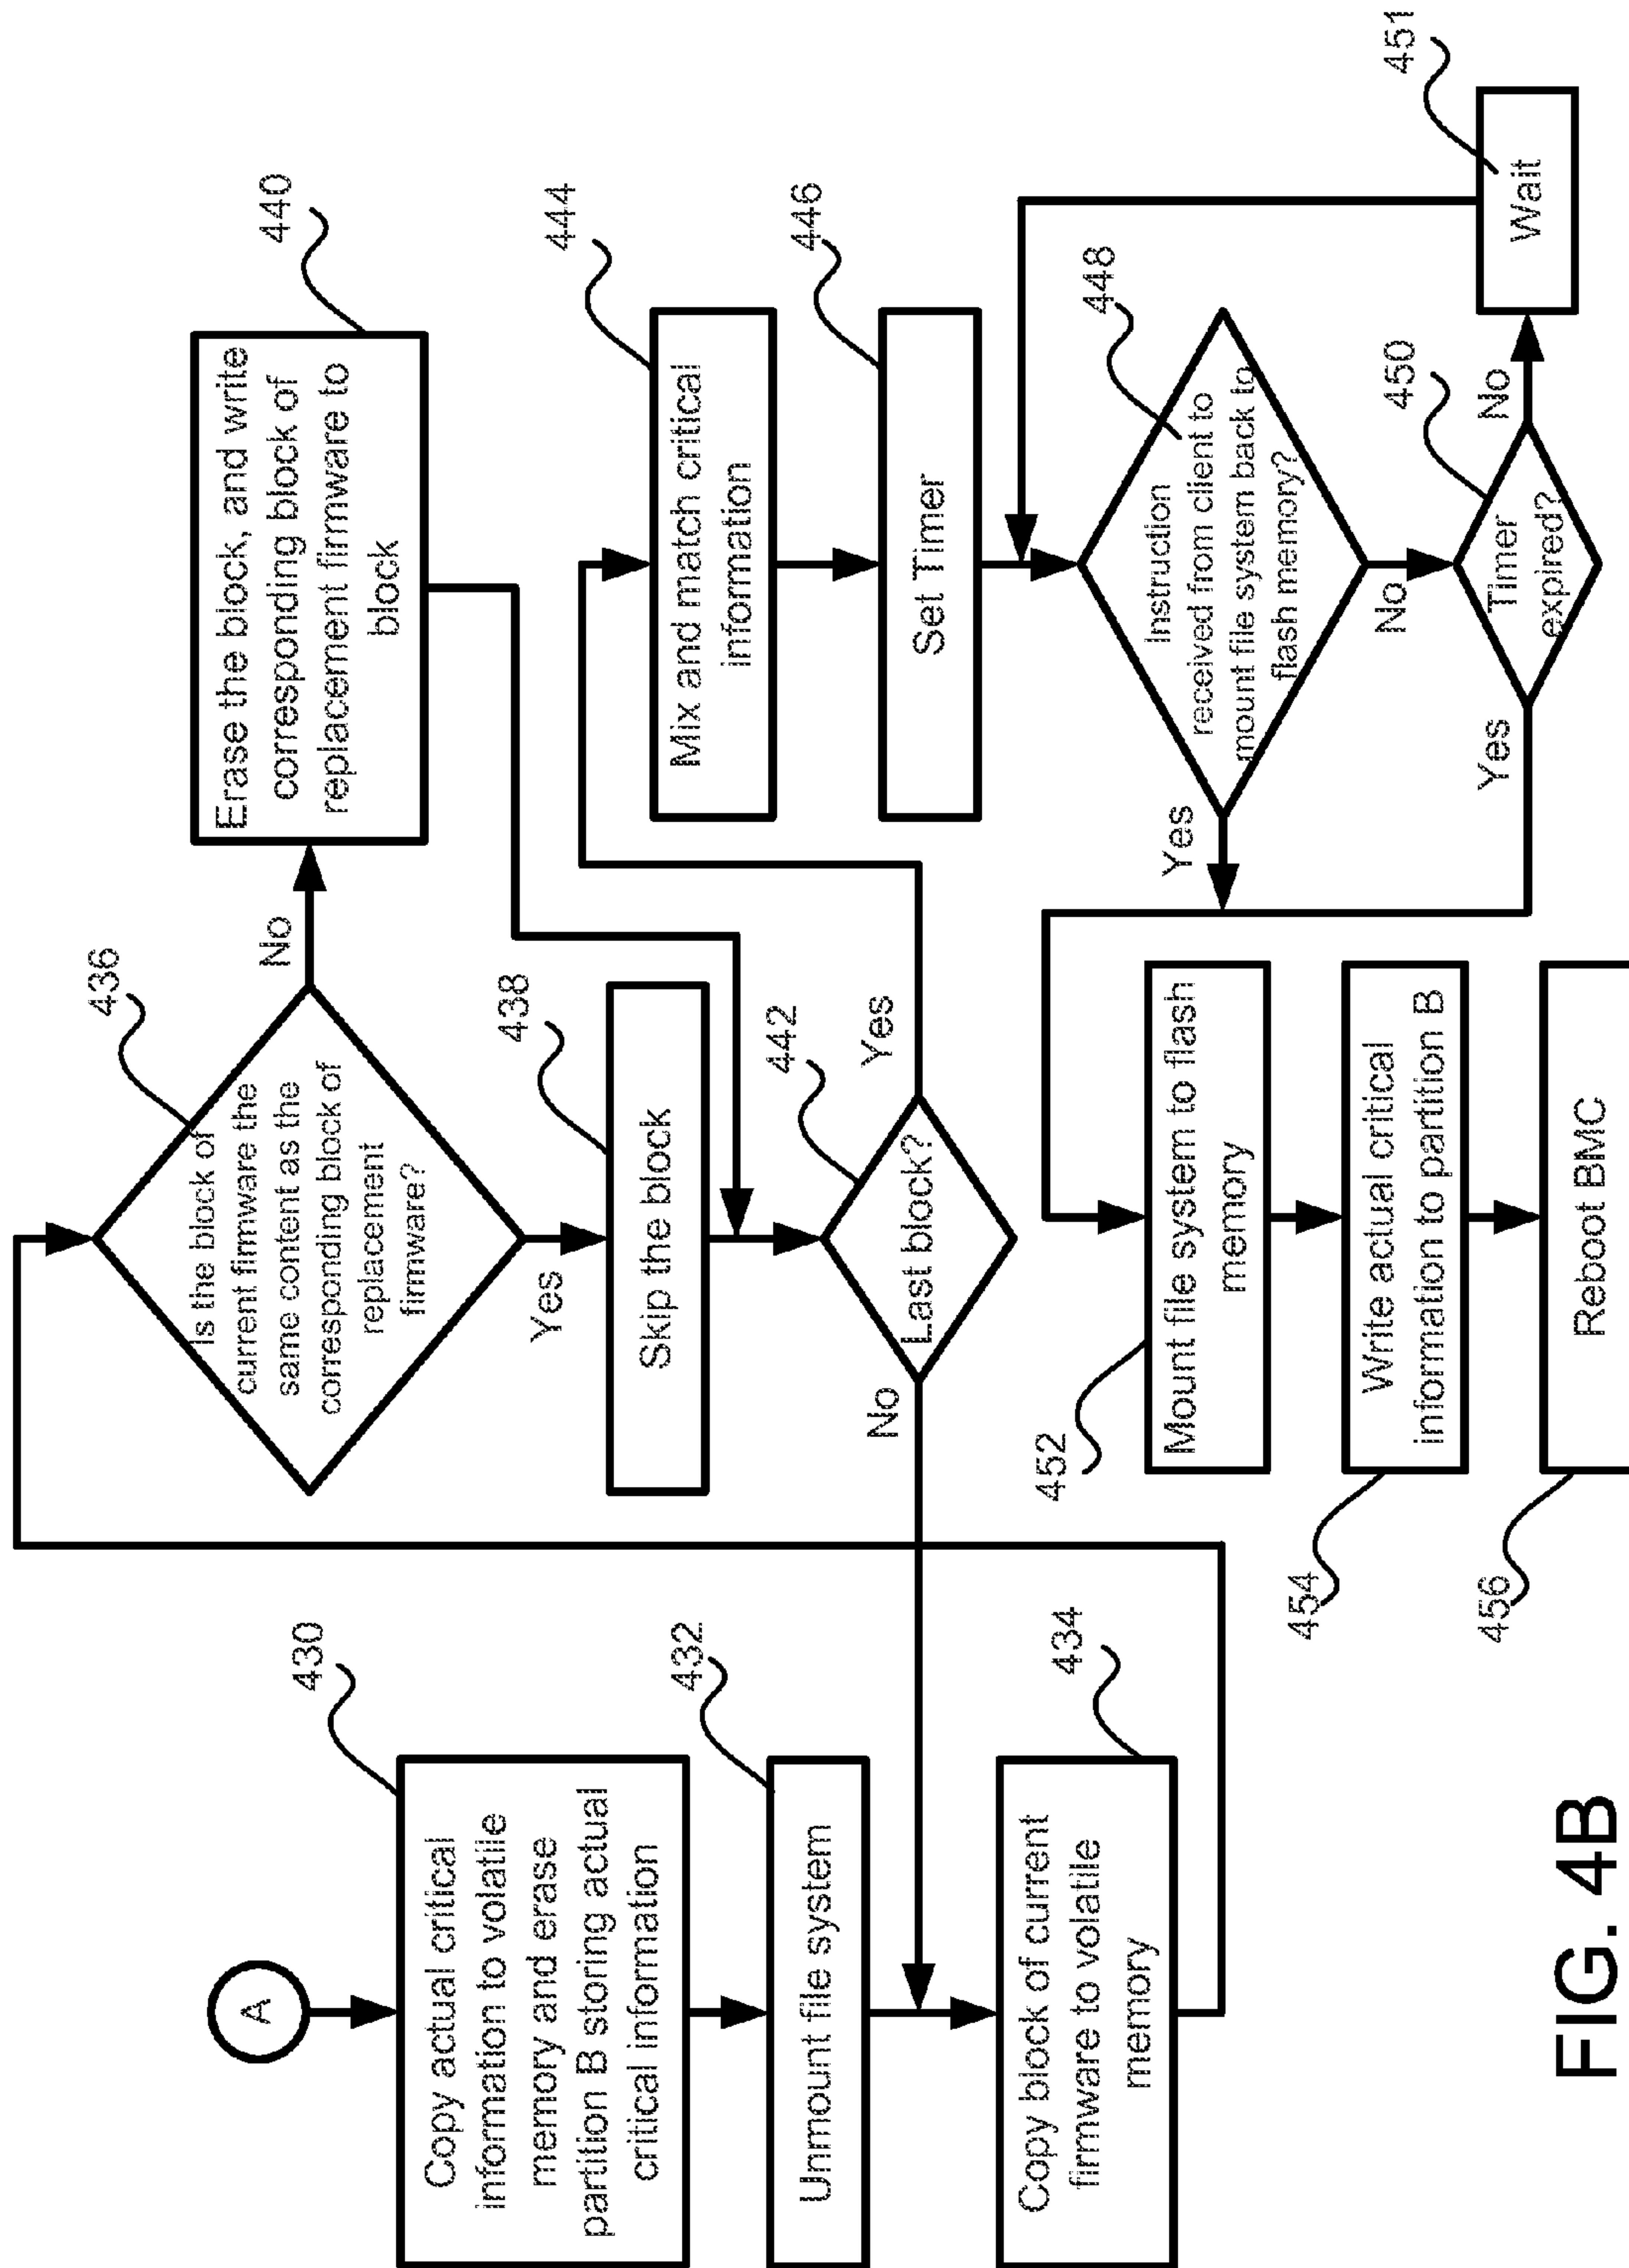 A
430
Copy actual critical
information to volatile
memory and erase
partition B storing actual
critical information
432
Unmount file system
434
Copy block of current
firmware to volatile
memory
436
Is the block of
current firmware the
same content as the
corresponding block of
replacement
firmware?
No
Yes
440
Erase the block, and write
corresponding block of
replacement firmware to
block
438
Skip the block
442
Last block?
No
Yes
444
Mix and match critical
information
446
Set Timer
448
Instruction
received from client to
mount file system back to
flash memory?
Yes
No
450
Timer
expired?
No
Yes
451
Wait
452
Mount file system to flash
memory
454
Write actual critical
information to partition B
456
Reboot BMC
FIG. 4B